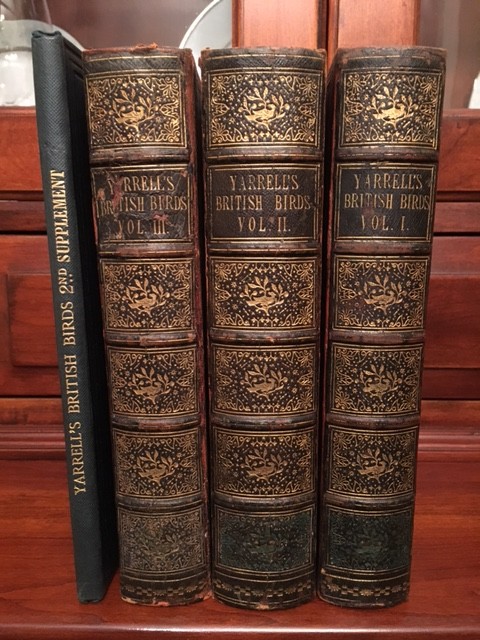 YARRELL'S BRITISH BIRDS 2ND SUPPLEMENT
YARRELL'S
BRITISH BIRDS
VOL. III.
YARRELL'S
BRITISH BIRDS
VOL. II.
YARRELL'S
BRITISH BIRDS
VOL. I.